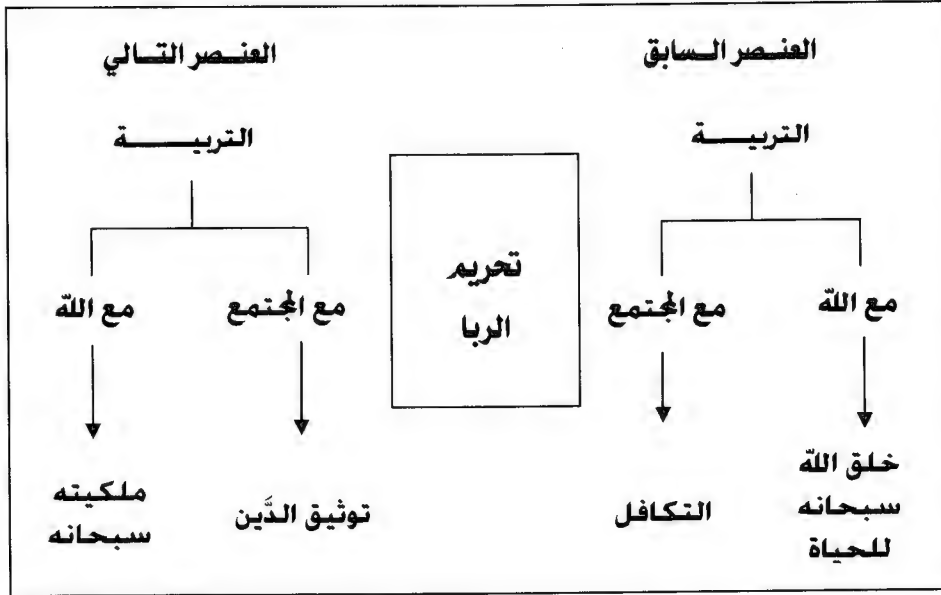 العنصر السابق
العنصر التالي
التربية
التربية
تحريم
الربا
مع الله
مع المجتمع
مع المجتمع
مع الله
خلق الله
سبحانه
للحياة
التكافل
توثيق الدَّين
ملكيته
سبحانه